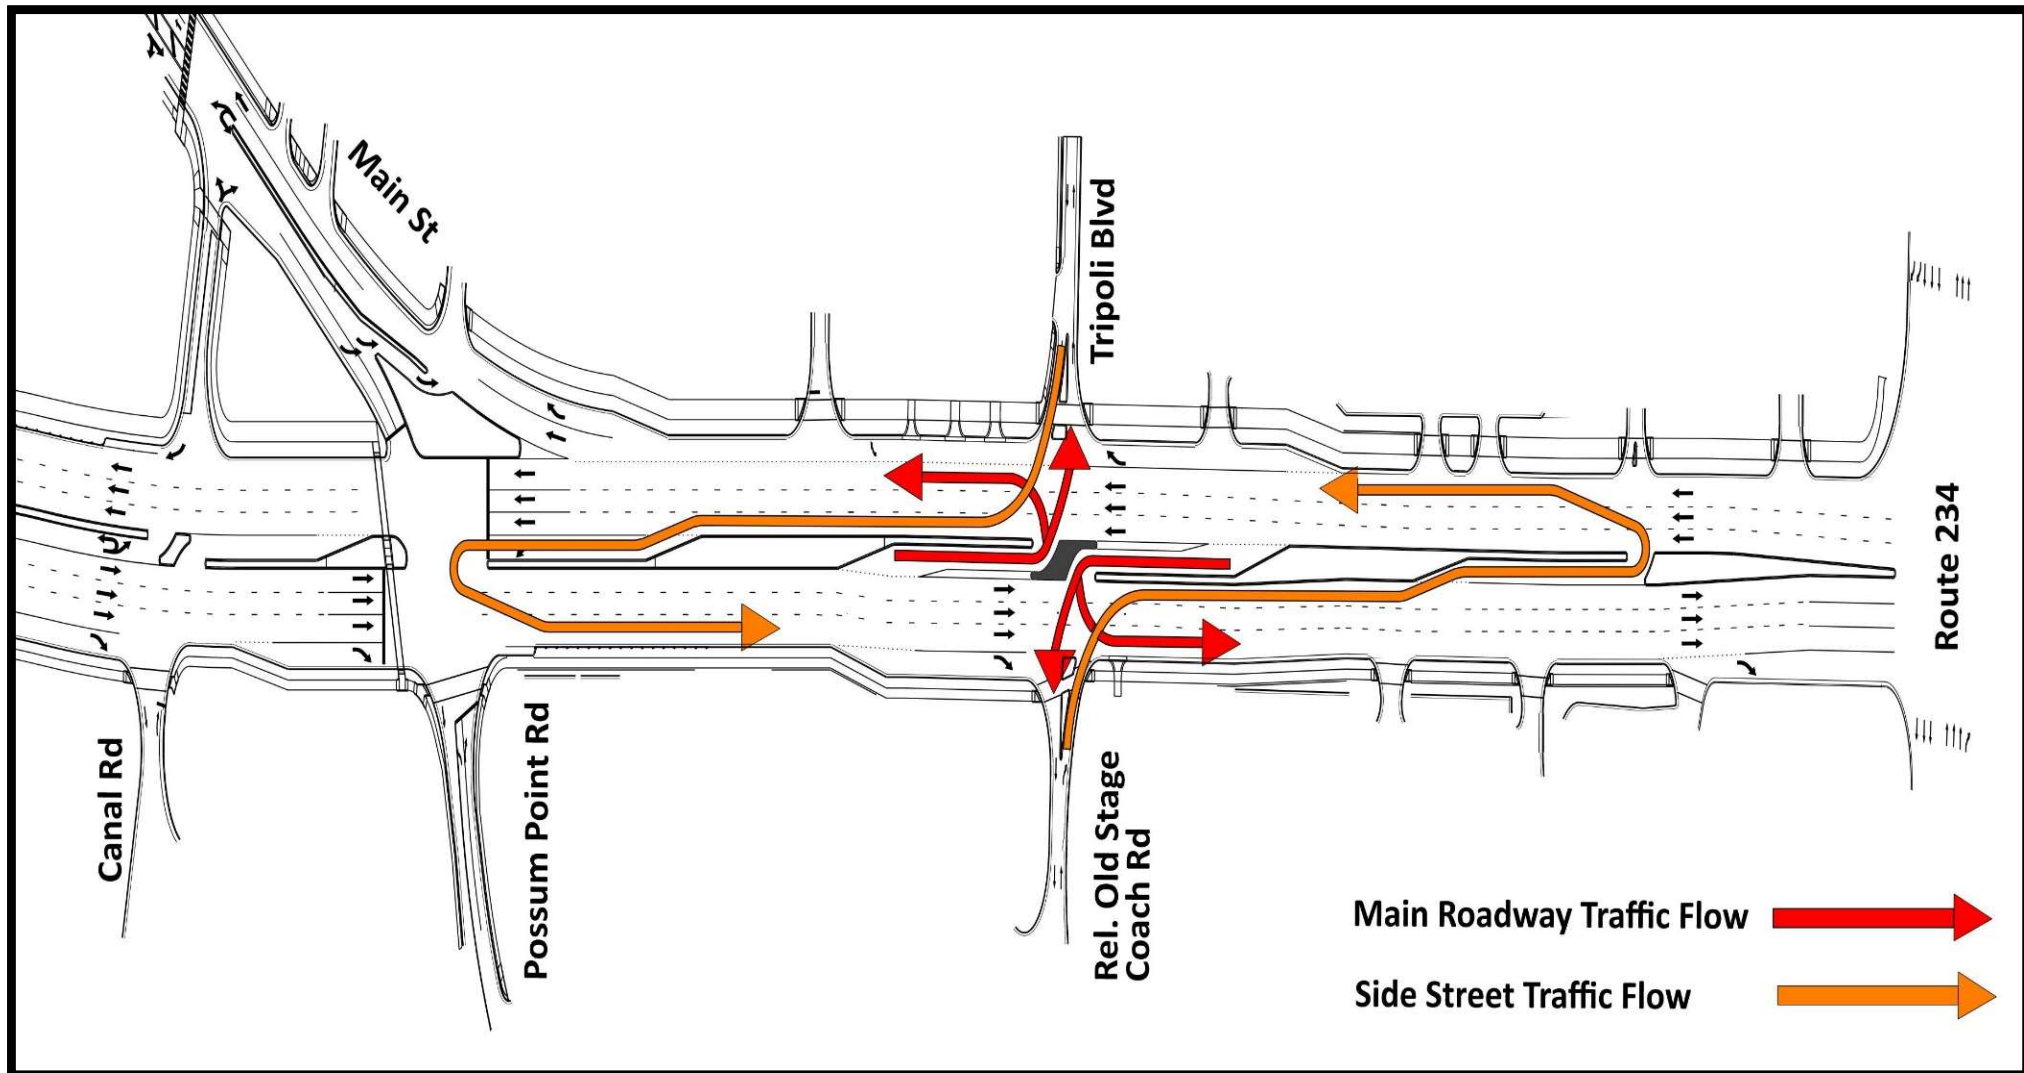 Main St
Tripoli Blvd
Route 234
Canal Rd
Possum Point Rd
Rel. Old Stage
Coach Rd
Main Roadway Traffic Flow
Side Street Traffic Flow